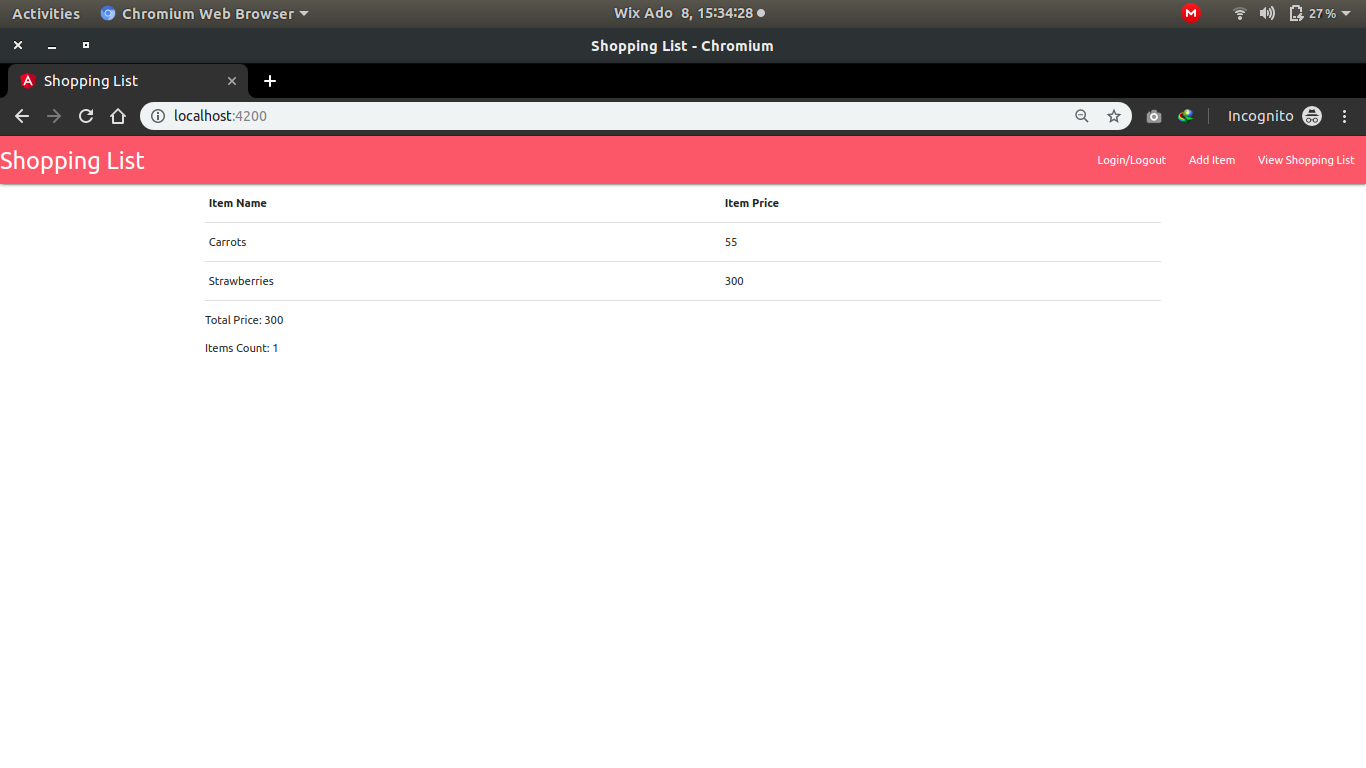 Activities Chromium Web Browser Wix Ado 8, 15:34:28 27%
Shopping List - Chromium
Shopping List
localhost:4200 Incognito
Shopping List Login/Logout Add Item View Shopping List
Item Name Item Price
Carrots 55
Strawberries 300
Total Price: 300
Items Count: 1